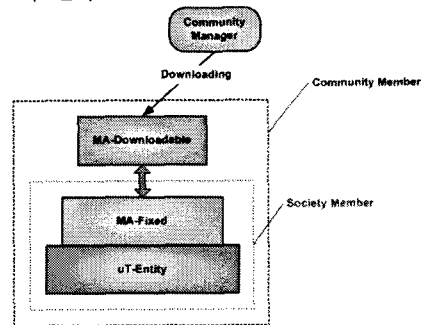 Community
Manager
Downloading
Community Member
MA-Downloadable
Society Member
MA-Fixed
uT-Entity